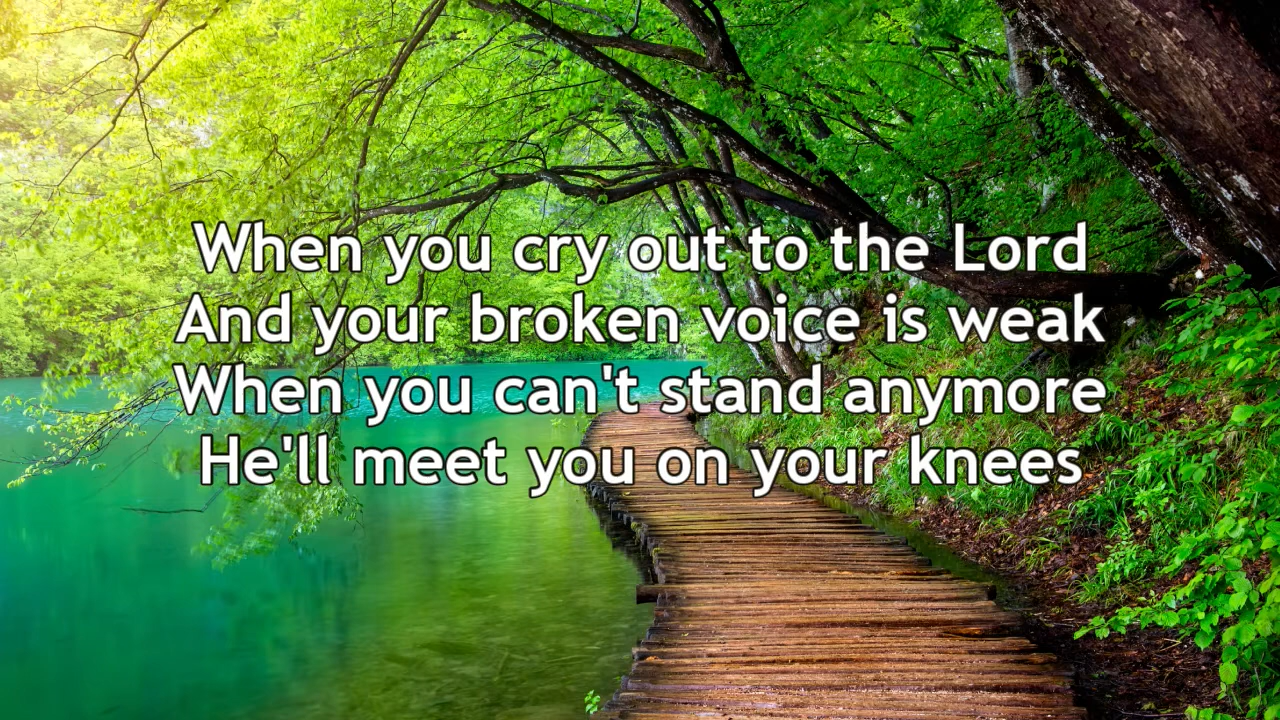 When you cry out to the Lord
And your broken voice is weak
When you can't stand anymore
He'll meet you on your knees